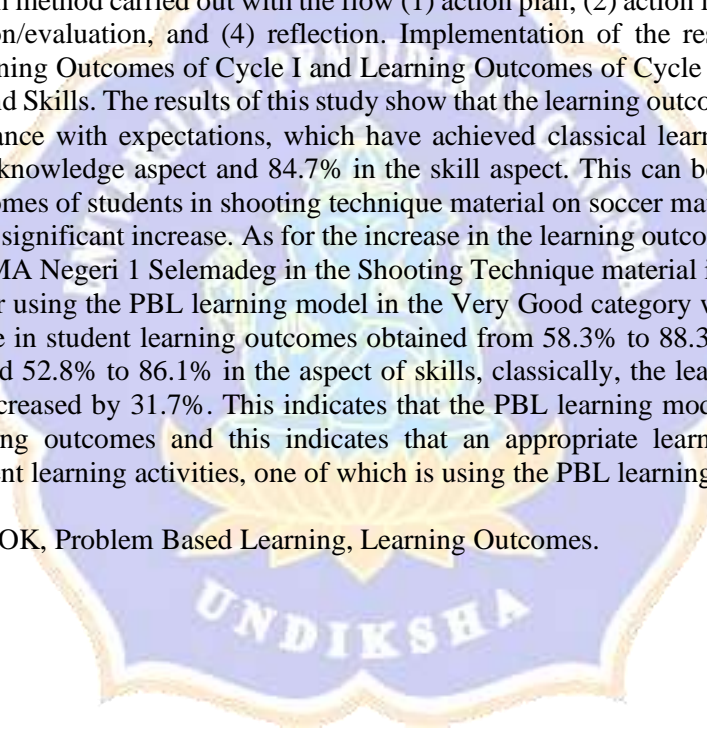 n method carried out with the flow (1) action plan, (2) action i
on/evaluation, and (4) reflection. Implementation of the res
ning Outcomes of Cycle I and Learning Outcomes of Cycle
nd Skills. The results of this study show that the learning outco
ance with expectations, which have achieved classical learn
knowledge aspect and 84.7% in the skill aspect. This can be
omes of students in shooting technique material on soccer ma
significant increase. As for the increase in the learning outco
MA Negeri 1 Selemadeg in the Shooting Technique material i
r using the PBL learning model in the Very Good category v
e in student learning outcomes obtained from 58.3% to 88.3
d 52.8% to 86.1% in the aspect of skills, classically, the lea
creased by 31.7%. This indicates that the PBL learning mod
ing outcomes and this indicates that an appropriate learn
ent learning activities, one of which is using the PBL learning
OK, Problem Based Learning, Learning Outcomes.
UNIVERSITAS PENDIDIKAN GANESHA
UNDIKSHA